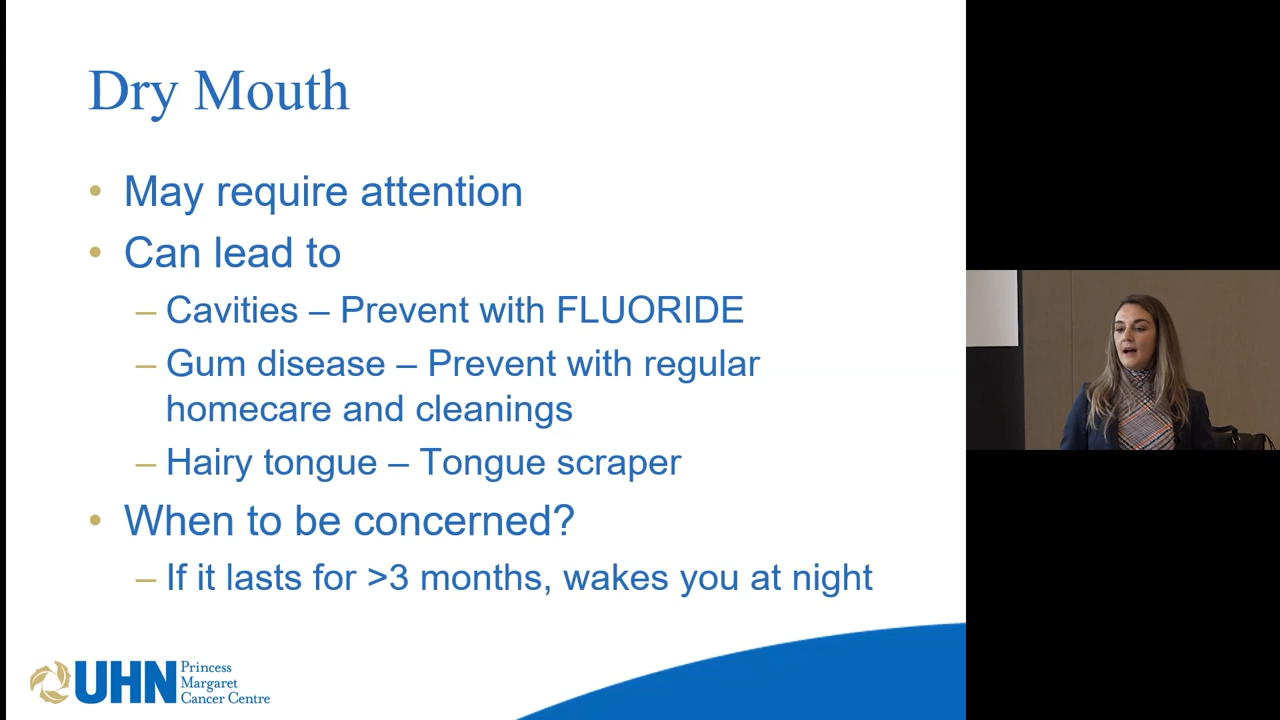 Dry Mouth
• May require attention
• Can lead to
– Cavities – Prevent with FLUORIDE
– Gum disease – Prevent with regular
homecare and cleanings
– Hairy tongue – Tongue scraper
• When to be concerned?
– If it lasts for >3 months, wakes you at night
UHN
Princess
Margaret
Cancer Centre